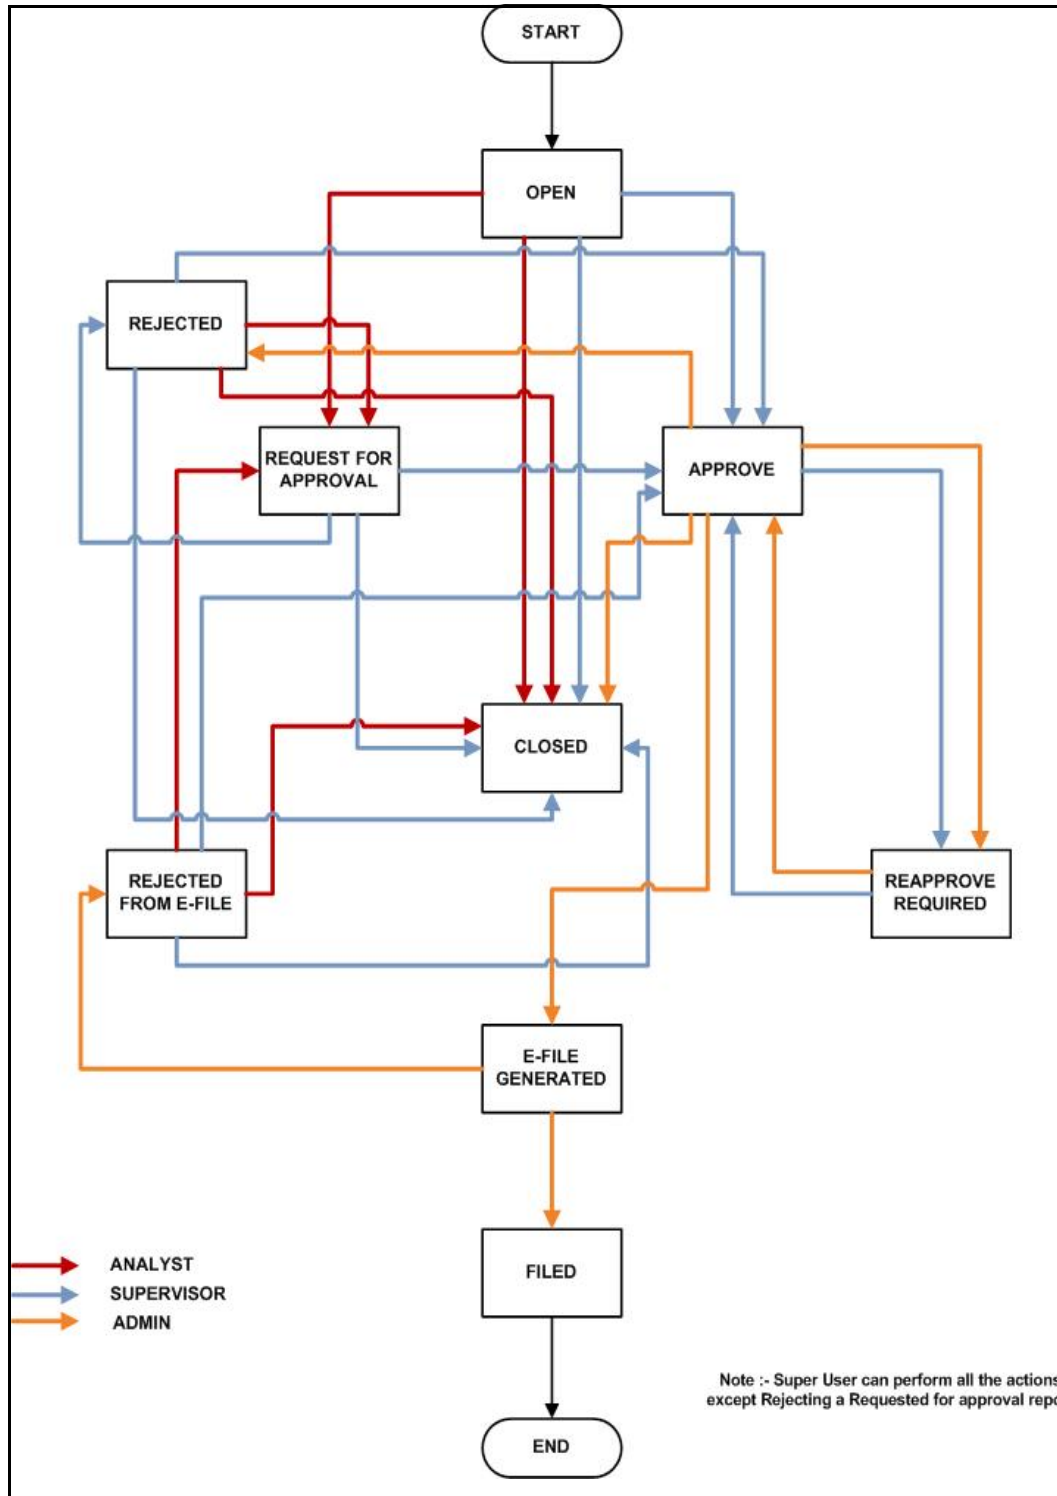 START
OPEN
REJECTED
REQUEST FOR
APPROVAL
APPROVE
CLOSED
REJECTED
FROM E-FILE
REAPPROVE
REQUIRED
E-FILE
GENERATED
FILED
ANALYST
SUPERVISOR
ADMIN
Note :- Super User can perform all the actions
except Rejecting a Requested for approval repo
END